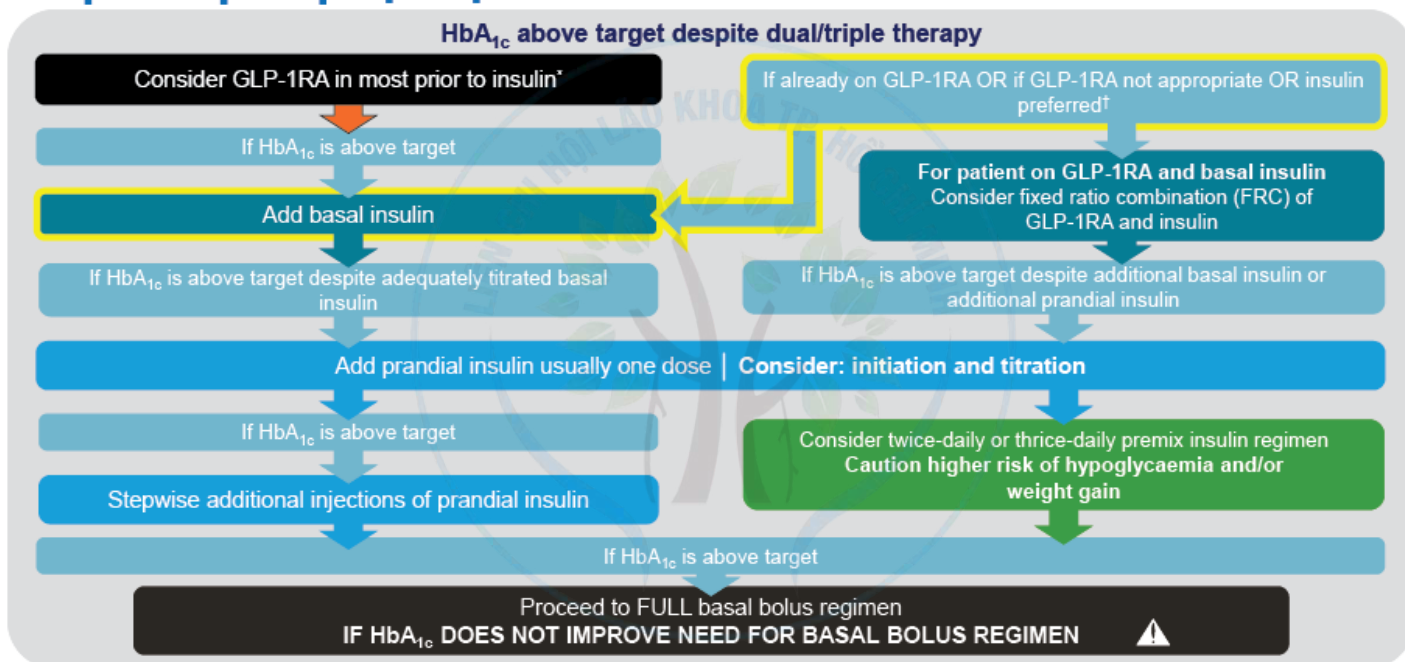 HbA1c above target despite dual/triple therapy
Consider GLP-1RA in most prior to insulin*
If HbA1c is above target
Add basal insulin
If HbA1c is above target despite adequately titrated basal
insulin
If already on GLP-1RA OR if GLP-1RA not appropriate OR insulin
preferred†
For patient on GLP-1RA and basal insulin
Consider fixed ratio combination (FRC) of
GLP-1RA and insulin
If HbA1c is above target despite additional basal insulin or
additional prandial insulin
Add prandial insulin usually one dose | Consider: initiation and titration
If HbA1c is above target
Stepwise additional injections of prandial insulin
Consider twice-daily or thrice-daily premix insulin regimen
Caution higher risk of hypoglycaemia and/or
weight gain
If HbA1c is above target
Proceed to FULL basal bolus regimen
IF HbA1c DOES NOT IMPROVE NEED FOR BASAL BOLUS REGIMEN